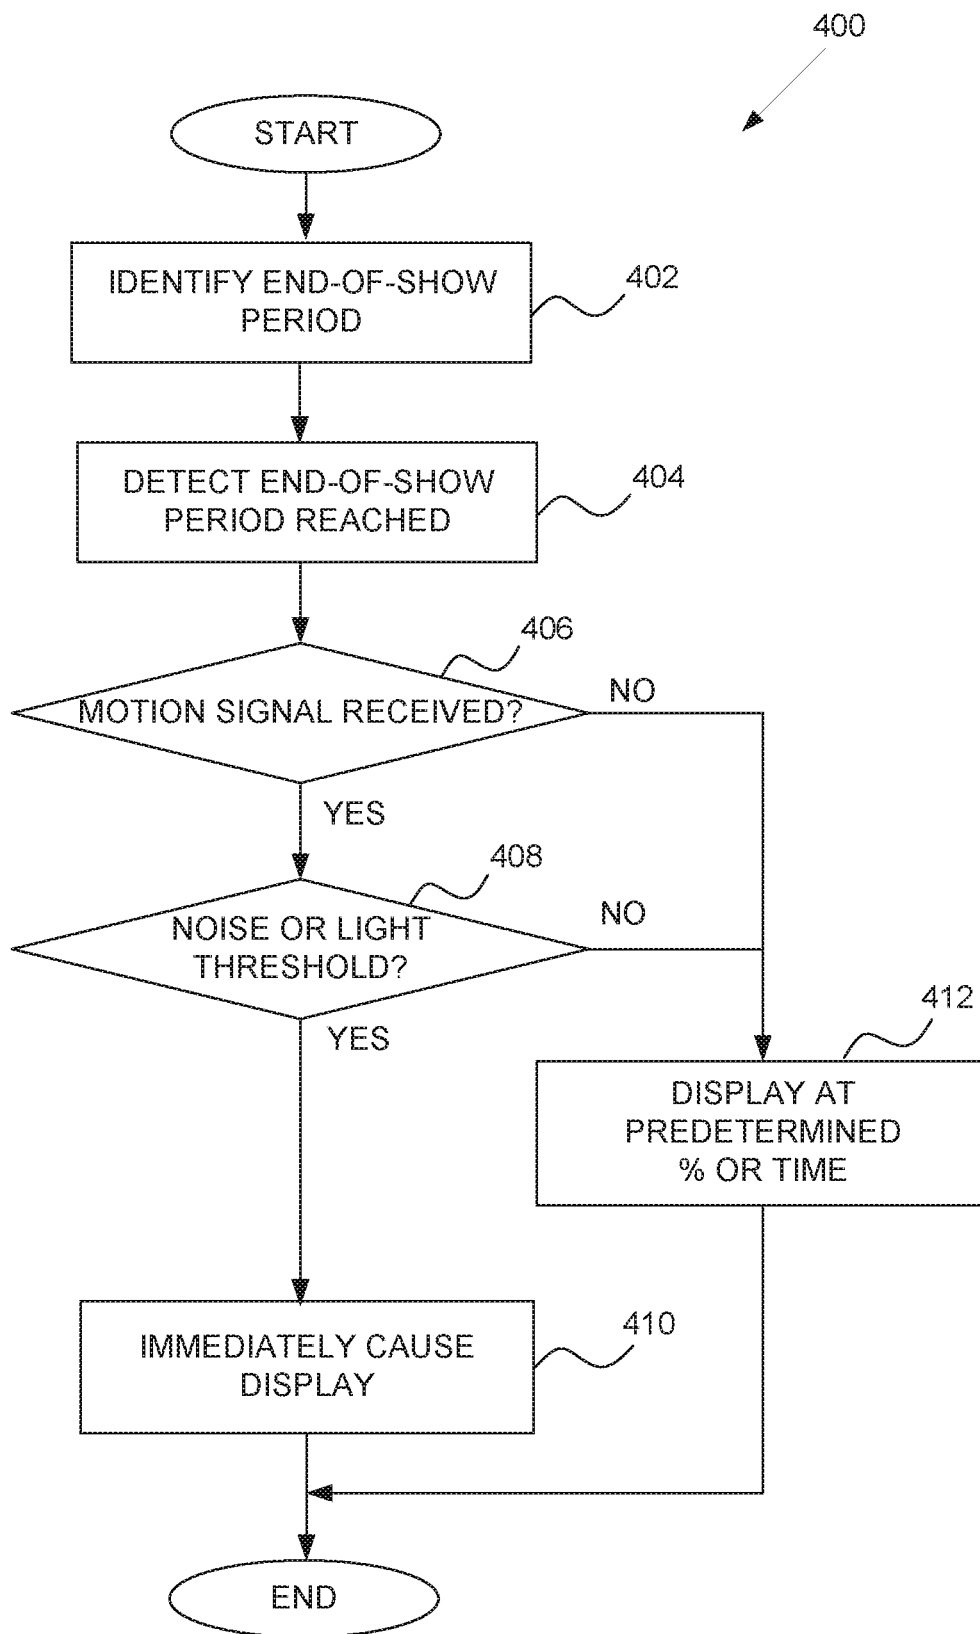 400
START
IDENTIFY END-OF-SHOW
PERIOD
402
DETECT END-OF-SHOW
PERIOD REACHED
404
406
MOTION SIGNAL RECEIVED?
NO
YES
408
NOISE OR LIGHT
THRESHOLD?
NO
YES
412
DISPLAY AT
PREDETERMINED
% OR TIME
IMMEDIATELY CAUSE
DISPLAY
410
END